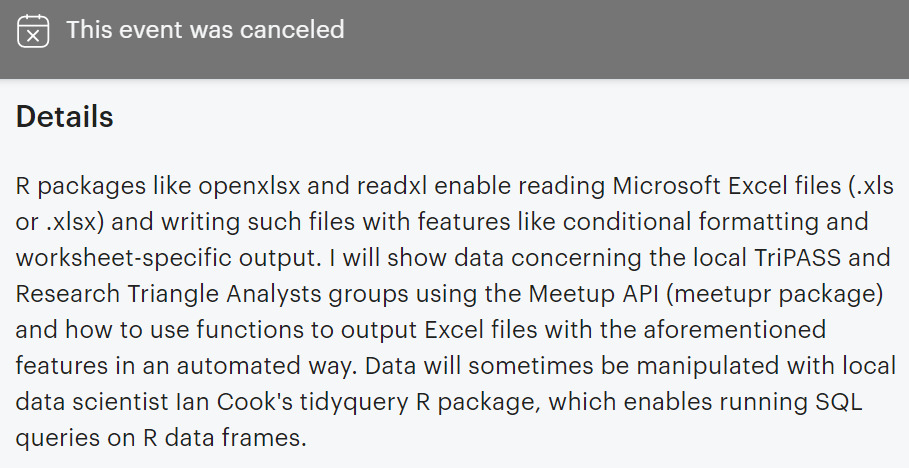 This event was canceled
Details
R packages like openxlsx and readxl enable reading Microsoft Excel files (.xls
or .xlsx) and writing such files with features like conditional formatting and
worksheet-specific output. I will show data concerning the local TriPASS and
Research Triangle Analysts groups using the Meetup API (meetupr package)
and how to use functions to output Excel files with the aforementioned
features in an automated way. Data will sometimes be manipulated with local
data scientist Ian Cook's tidyquery R package, which enables running SQL
queries on R data frames.